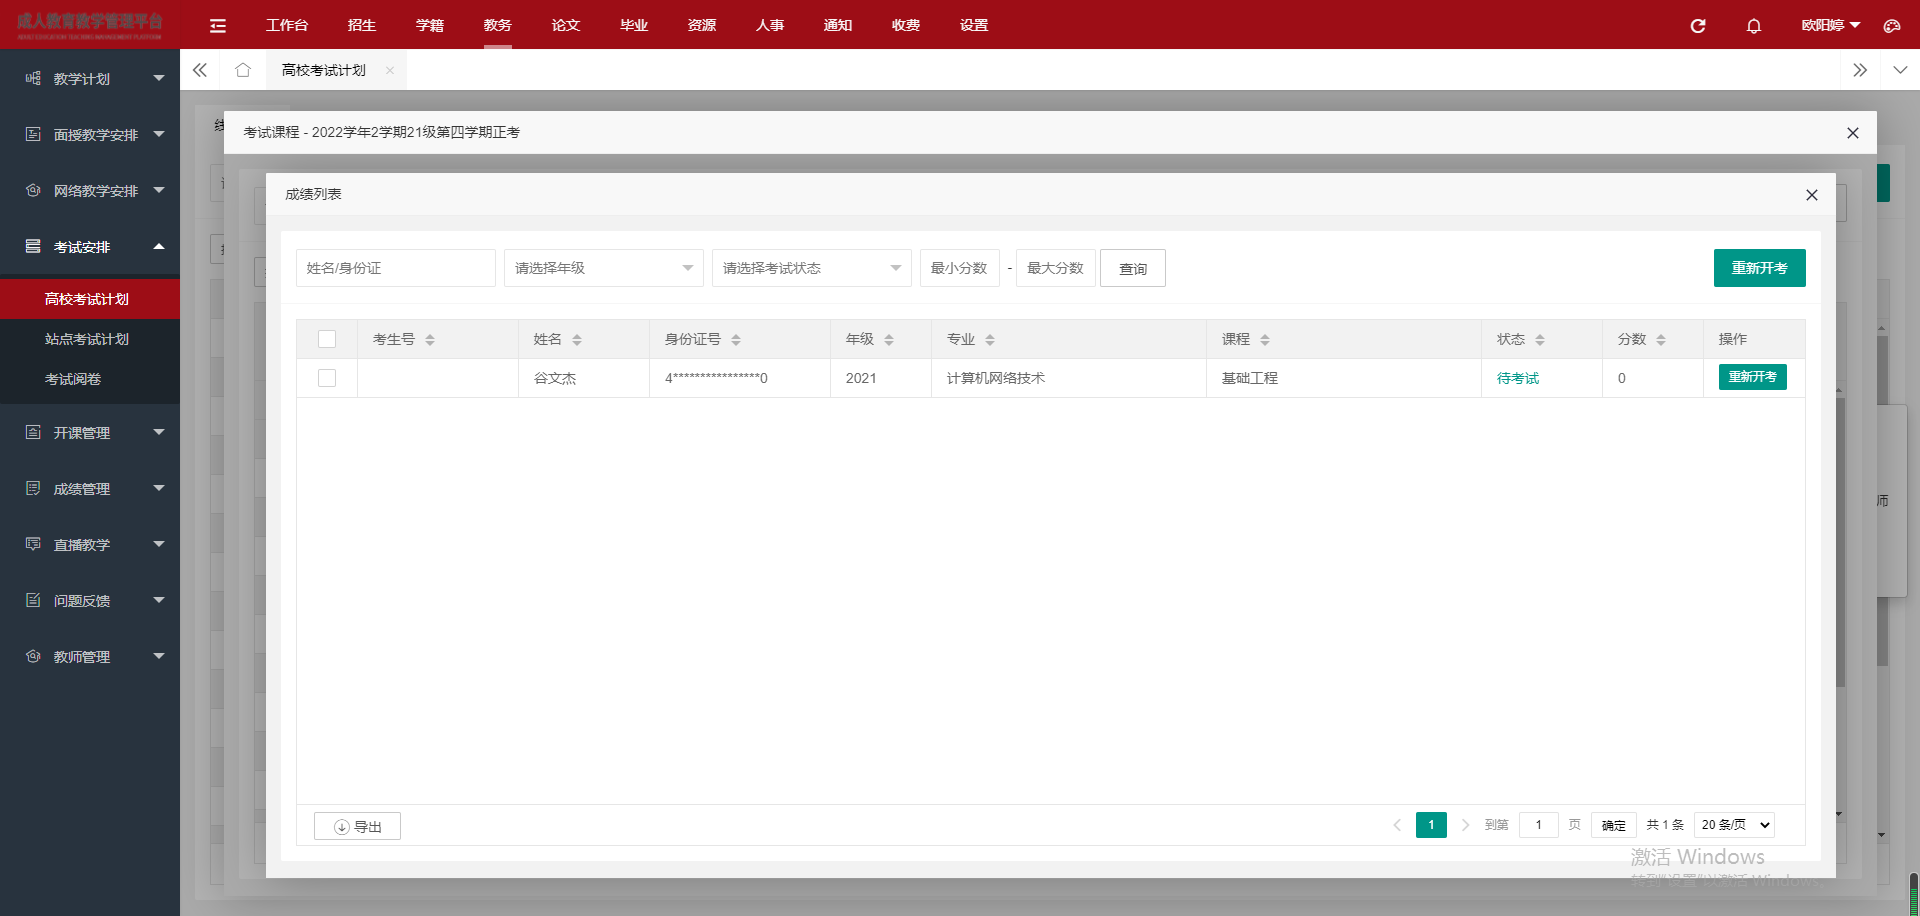 成人教育教学管理平台
ADULT EDUCATION TEACHING MANAGEMENT PLATFORM
工作台 招生 学籍 教务 论文 毕业 资源 人事 通知 收费 设置
欧阳婷
高校考试计划
教学计划
面授教学安排
网络教学安排
考试安排
高校考试计划
站点考试计划
考试阅卷
开课管理
成绩管理
直播教学
问题反馈
教师管理
考试课程 - 2022学年2学期21级第四学期正考
成绩列表
姓名/身份证 请选择年级 请选择考试状态 最小分数 - 最大分数 查询 重新开考
考生号 姓名 身份证号 年级 专业 课程 状态 分数 操作
谷文杰 4****************0 2021 计算机网络技术 基础工程 待考试 0 重新开考
师
导出
1 到第 1 页 确定 共 1 条 20 条/页
激活 Windows
转到"设置"以激活 Windows。